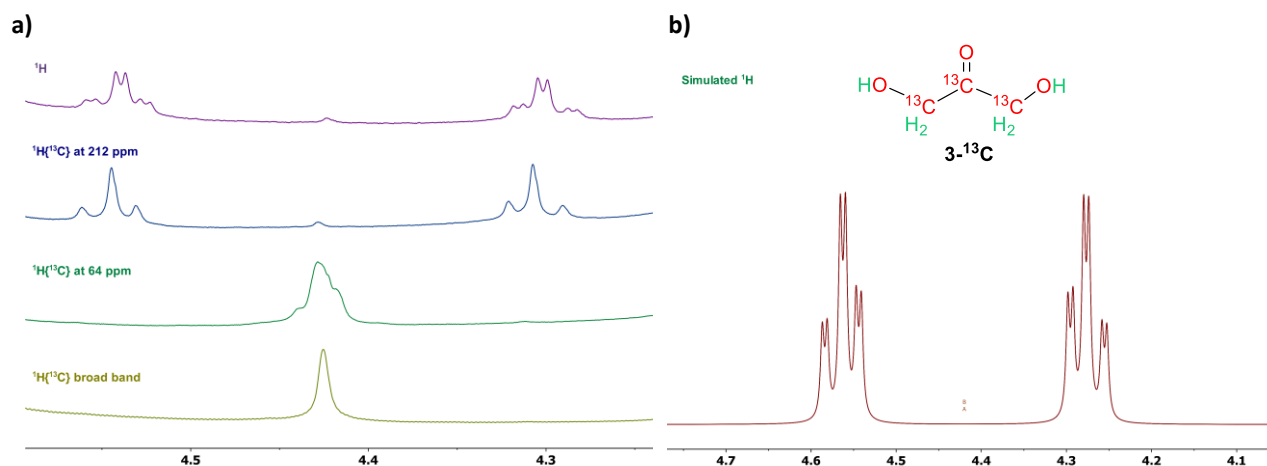 a)
¹H
¹H{¹³C} at 212 ppm
¹H{¹³C} at 64 ppm
¹H{¹³C} broad band
4.5
4.4
4.3
b)
Simulated ¹H
O
HO
¹³C
OH
¹³C
¹³C
H₂
H₂
3-¹³C
B
A
4.7
4.6
4.5
4.4
4.3
4.2
4.1